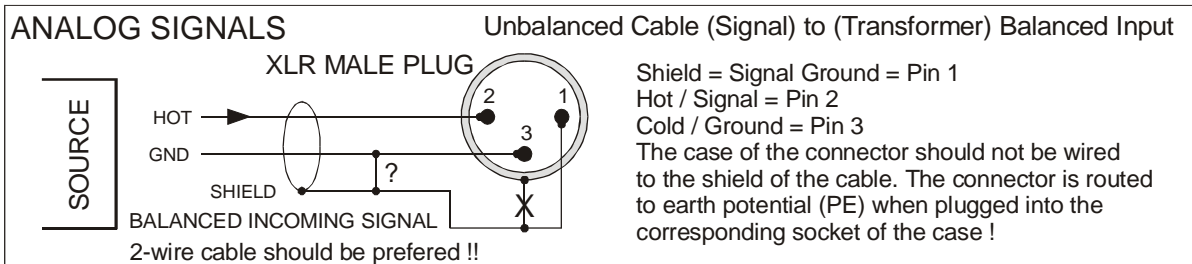 ANALOG SIGNALS
Unbalanced Cable (Signal) to (Transformer) Balanced Input
XLR MALE PLUG
SOURCE
HOT
GND
SHIELD
?
2
1
3
X
BALANCED INCOMING SIGNAL
2-wire cable should be prefered !!
Shield = Signal Ground = Pin 1
Hot / Signal = Pin 2
Cold / Ground = Pin 3
The case of the connector should not be wired
to the shield of the cable. The connector is routed
to earth potential (PE) when plugged into the
corresponding socket of the case !